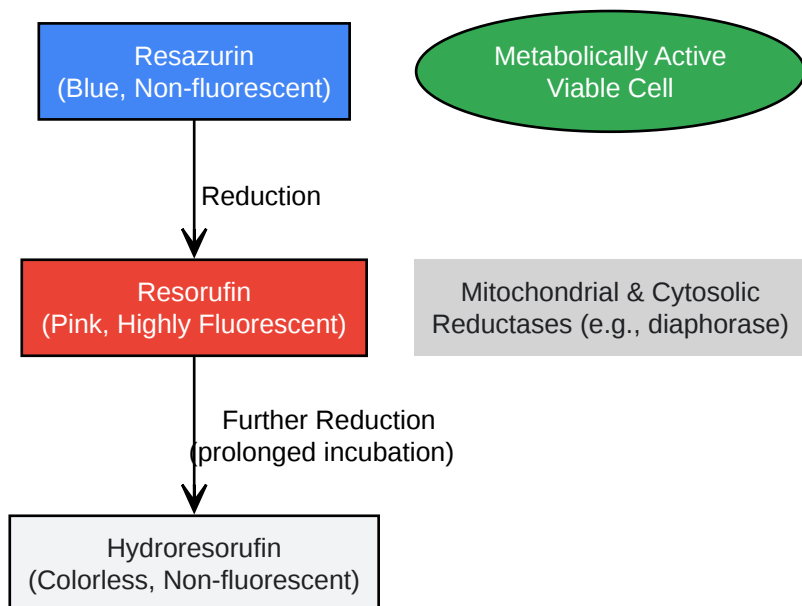 Resazurin
(Blue, Non-fluorescent)
Metabolically Active
Viable Cell
Reduction
Resorufin
(Pink, Highly Fluorescent)
Mitochondrial & Cytosolic
Reductases (e.g., diaphorase)
Further Reduction
(prolonged incubation)
Hydroresorufin
(Colorless, Non-fluorescent)